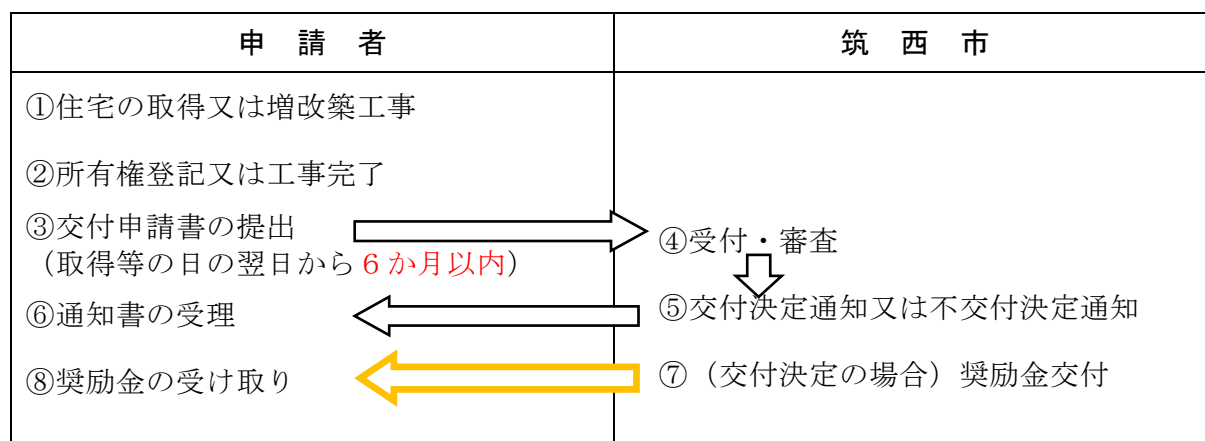 申　請　者
筑　西　市
①住宅の取得又は増改築工事
②所有権登記又は工事完了
③交付申請書の提出
（取得等の日の翌日から６か月以内）
④受付・審査
⑤交付決定通知又は不交付決定通知
⑥通知書の受理
⑦（交付決定の場合）奨励金交付
⑧奨励金の受け取り